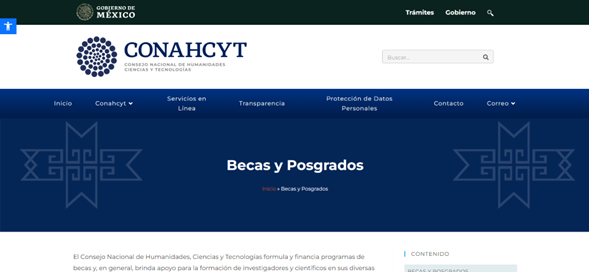 GOBIERNO DE
MÉXICO
Trámites
Gobierno
CONAHCYT
CONSEJO NACIONAL DE HUMANIDADES
CIENCIAS Y TECNOLOGÍAS
Buscar...
Inicio
Conahcyt
Servicios en
Línea
Transparencia
Protección de Datos
Personales
Contacto
Correo
Becas y Posgrados
Inicio » Becas y Posgrados
El Consejo Nacional de Humanidades, Ciencias y Tecnologías formula y financia programas de
becas y, en general, brinda apoyo para la formación de investigadores y científicos en sus diversas
CONTENIDO
BECAS Y POSGRADOS